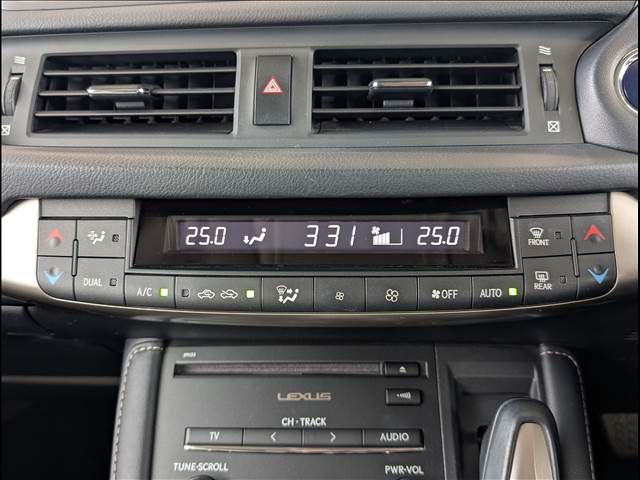 25.0 331 25.0
FRONT
DUAL A/C OFF AUTO REAR
LEXUS
CH · TRACK
TV < > AUDIO
TUNE·SCROLL PWR·VOL